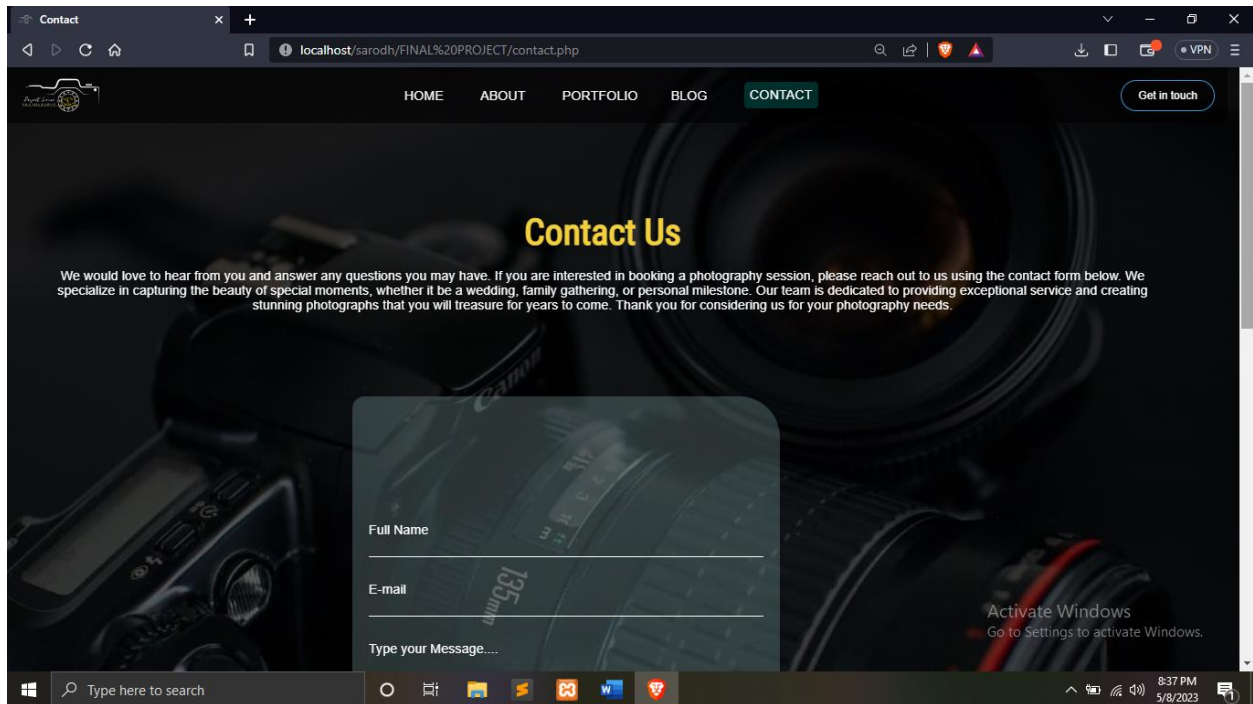 Contact
localhost/sarodh/FINAL%20PROJECT/contact.php
VPN
HOME ABOUT PORTFOLIO BLOG CONTACT
Get in touch
Contact Us
We would love to hear from you and answer any questions you may have. If you are interested in booking a photography session, please reach out to us using the contact form below. We
specialize in capturing the beauty of special moments, whether it be a wedding, family gathering, or personal milestone. Our team is dedicated to providing exceptional service and creating
stunning photographs that you will treasure for years to come. Thank you for considering us for your photography needs.
Canon
Full Name
E-mail
135mm
Type your Message....
Activate Windows
Go to Settings to activate Windows.
Type here to search
8:37 PM
5/8/2023
1